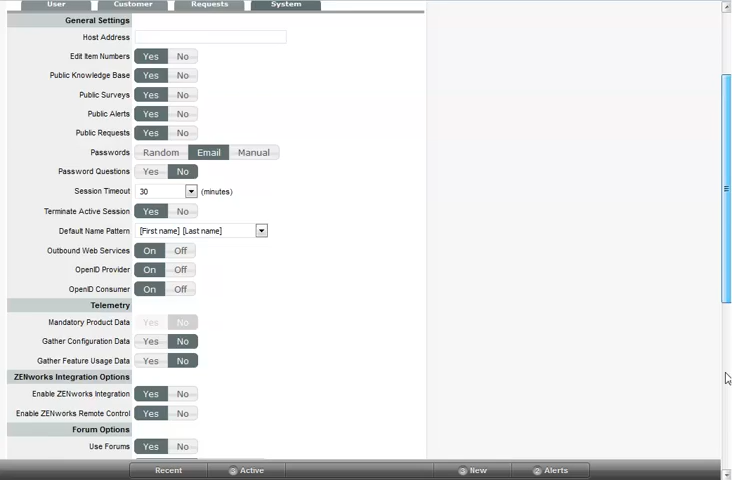 User Customer Requests System
General Settings
Host Address
Edit Item Numbers Yes No
Public Knowledge Base Yes No
Public Surveys Yes No
Public Alerts Yes No
Public Requests Yes No
Passwords Random Email Manual
Password Questions Yes No
Session Timeout 30 (minutes)
Terminate Active Session Yes No
Default Name Pattern [First name] [Last name]
Outbound Web Services On Off
OpenID Provider On Off
OpenID Consumer On Off
Telemetry
Mandatory Product Data Yes No
Gather Configuration Data Yes No
Gather Feature Usage Data Yes No
ZENworks Integration Options
Enable ZENworks Integration Yes No
Enable ZENworks Remote Control Yes No
Forum Options
Use Forums Yes No
Recent Active New Alerts